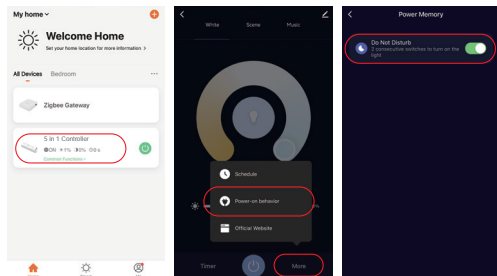 My home
Welcome Home
Set your home location for more information >
All Devices Bedroom
Zigbee Gateway
5 in 1 Controller
Common Functions
White Scene Music
Schedule
Power-on behavior
Official Website
Timer More
Power Memory
Do Not Disturb
2 consecutive switches to turn on the
light